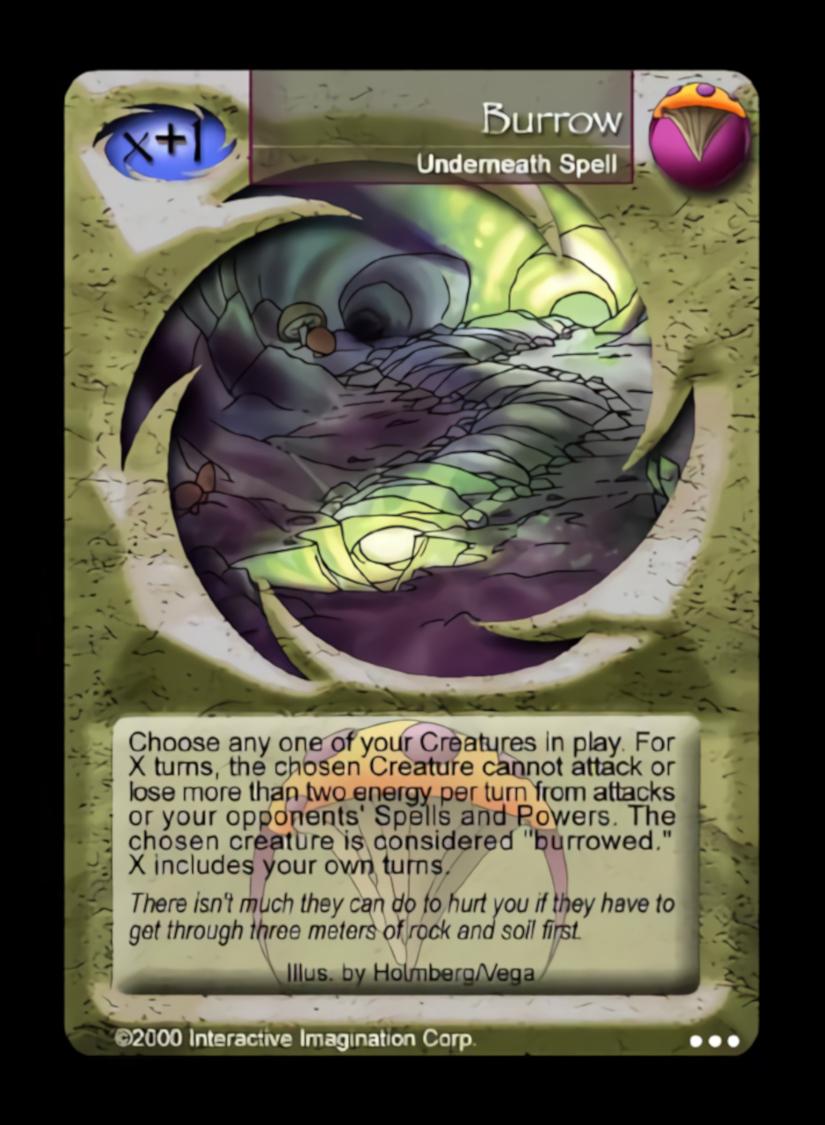 x+1
Burrow
Underneath Spell
Choose any one of your Creatures in play. For
X turns, the chosen Creature cannot attack or
lose more than two energy per turn from attacks
or your opponents' Spells and Powers. The
chosen creature is considered "burrowed."
X includes your own turns.
There isn't much they can do to hurt you if they have to
get through three meters of rock and soil first.
Illus. by Holmberg/Vega
©2000 Interactive Imagination Corp.